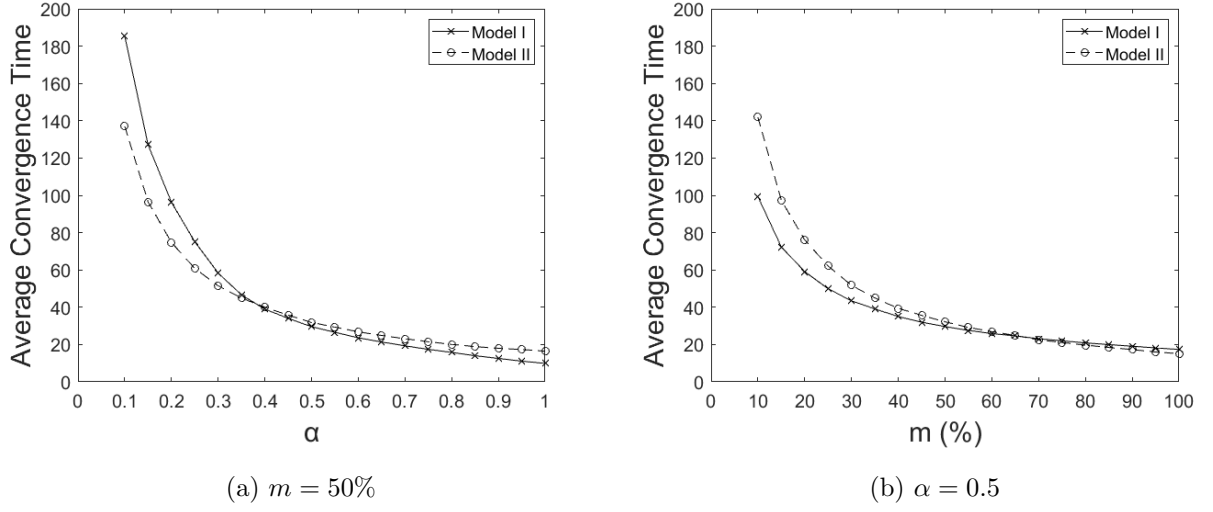 Average Convergence Time
200
180
160
140
120
100
80
60
40
20
0
Model I
Model II
0 0.1 0.2 0.3 0.4 0.5 0.6 0.7 0.8 0.9 1
α
(a) m = 50%
Average Convergence Time
200
180
160
140
120
100
80
60
40
20
0
Model I
Model II
0 10 20 30 40 50 60 70 80 90 100
m (%)
(b) α = 0.5